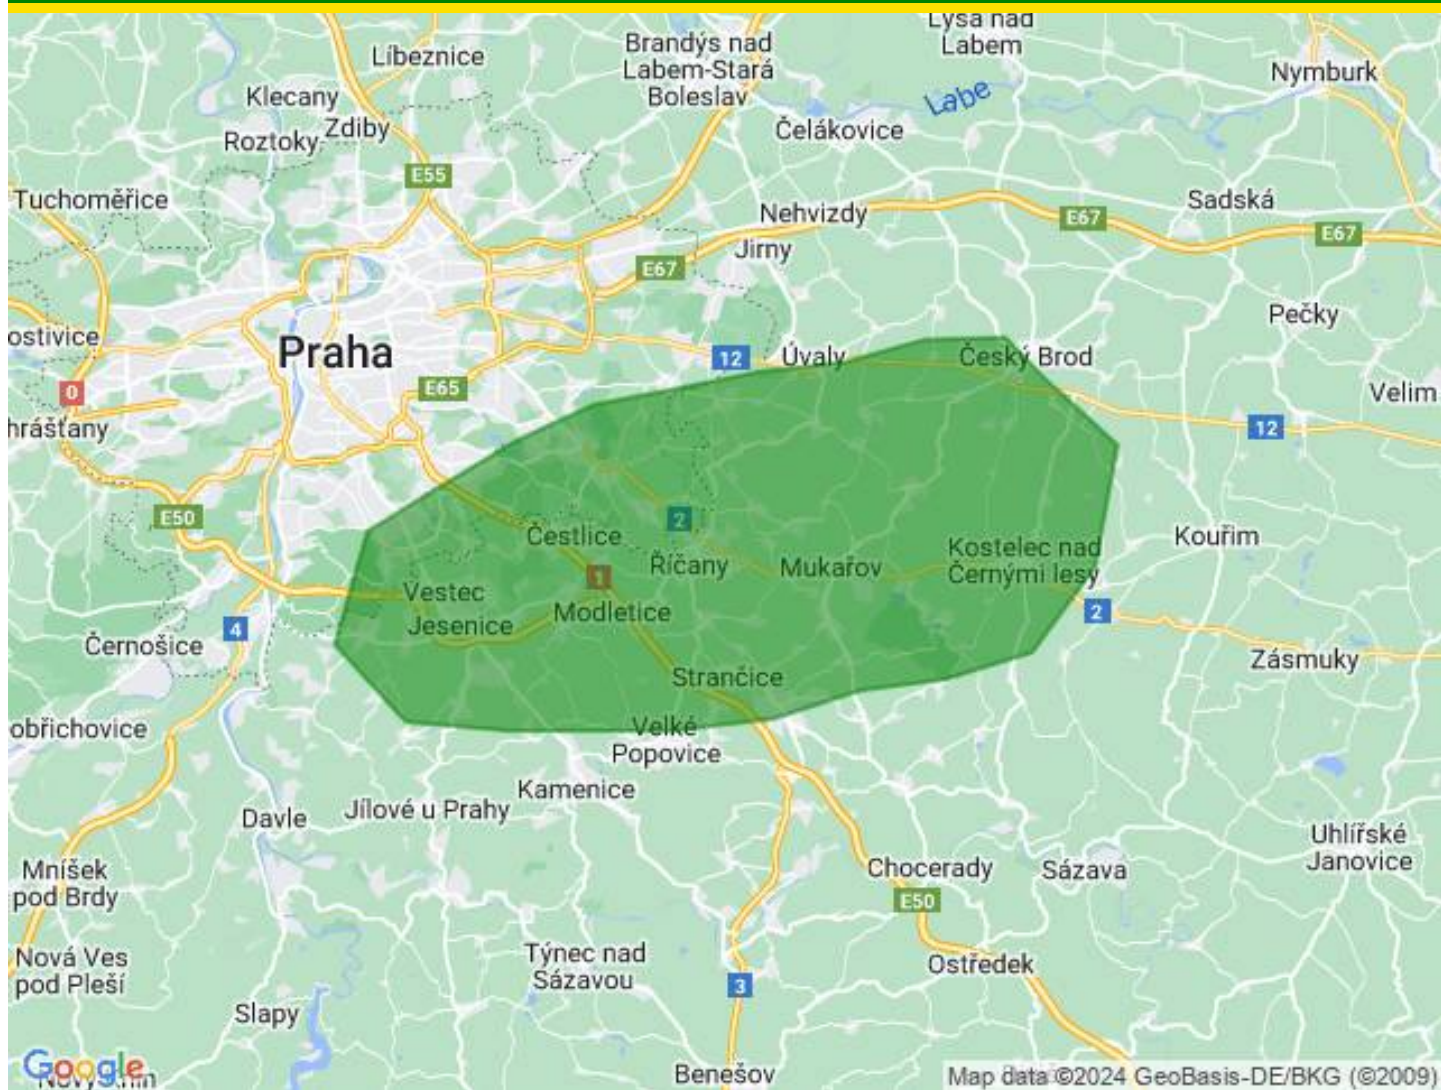 Lysá nad
Labem
Líbeznice
Brandýs nad
Labem-Stará
Boleslav
Nymburk
Klecany
Labe
Zdiby
Čelákovice
Roztoky
E55
Tuchoměřice
Nehvizdy
Sadská
E67
E67
Jirny
E67
Pečky
ostivice
Praha
12
Úvaly
Český Brod
0
E65
Velim
hrášťany
12
E50
2
Čestlice
Kouřim
Říčany
Mukařov
Kostelec nad
Černými lesy
1
Vestec
Modletice
2
4
Jesenice
Černošice
Zásmuky
Strančice
obřichovice
Velké
Popovice
Kamenice
Davle
Jílové u Prahy
Uhlířské
Janovice
Mníšek
pod Brdy
Chocerady
Sázava
E50
Nová Ves
pod Pleší
Týnec nad
Sázavou
Ostředek
3
Slapy
Google
Benešov
Map data ©2024 GeoBasis-DE/BKG (©2009)